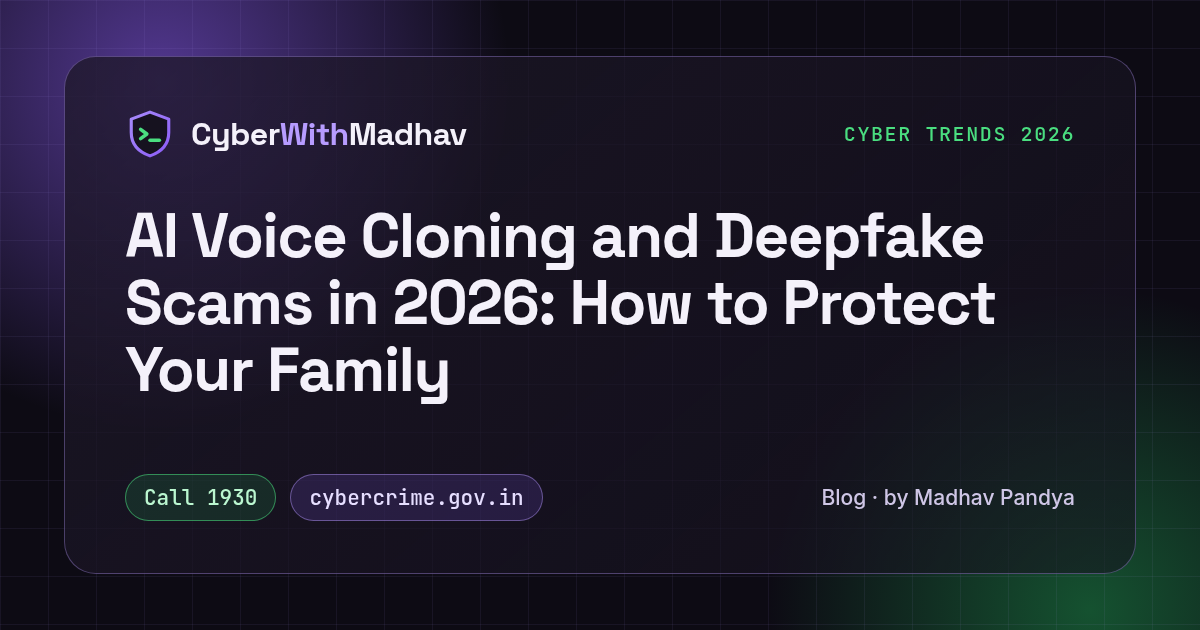 CyberWithMadhav
CYBER TRENDS 2026
AI Voice Cloning and Deepfake
Scams in 2026: How to Protect
Your Family
Call 1930
cybercrime.gov.in
Blog · by Madhav Pandya